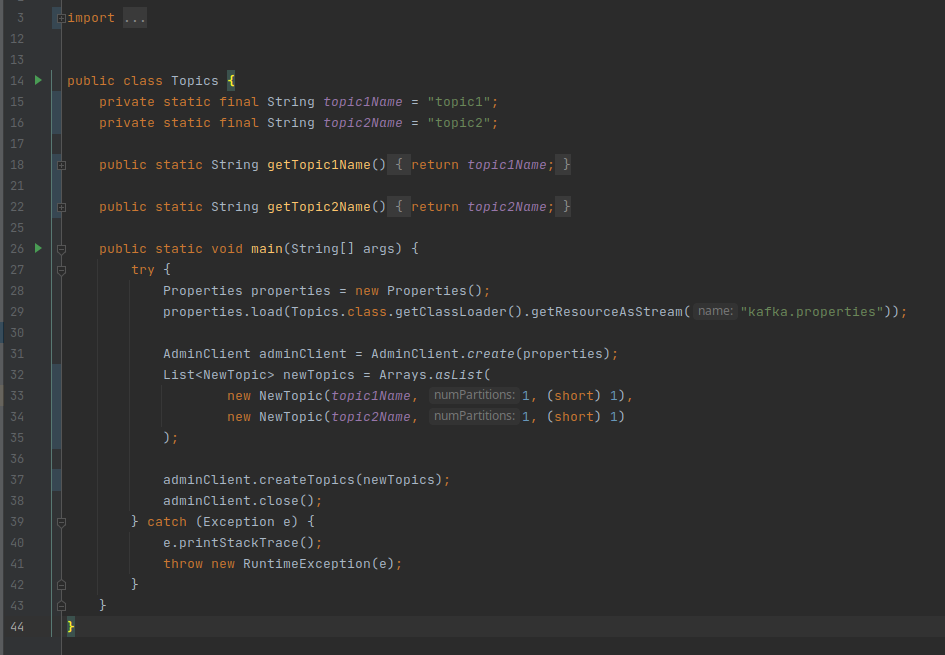 3 import ...
12
13
14 public class Topics {
15 private static final String topic1Name = "topic1";
16 private static final String topic2Name = "topic2";
17
18 public static String getTopic1Name() { return topic1Name; }
21
22 public static String getTopic2Name() { return topic2Name; }
25
26 public static void main(String[] args) {
27 try {
28 Properties properties = new Properties();
29 properties.load(Topics.class.getClassLoader().getResourceAsStream( name: "kafka.properties"));
30
31 AdminClient adminClient = AdminClient.create(properties);
32 List<NewTopic> newTopics = Arrays.asList(
33 new NewTopic(topic1Name, numPartitions: 1, (short) 1),
34 new NewTopic(topic2Name, numPartitions: 1, (short) 1)
35 );
36
37 adminClient.createTopics(newTopics);
38 adminClient.close();
39 } catch (Exception e) {
40 e.printStackTrace();
41 throw new RuntimeException(e);
42 }
43 }
44 }